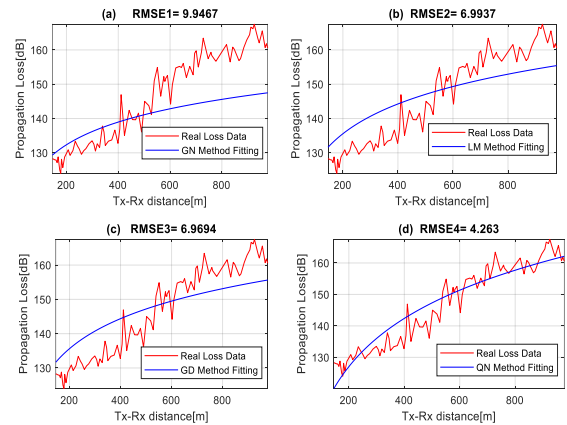 (a) RMSE1= 9.9467
Propagation Loss[dB]
160
150
140
130
Real Loss Data
GN Method Fitting
200 400 600 800
Tx-Rx distance[m]
(b) RMSE2= 6.9937
Propagation Loss[dB]
160
150
140
130
Real Loss Data
LM Method Fitting
200 400 600 800
Tx-Rx distance[m]
(c) RMSE3= 6.9694
Propagation Loss[dB]
160
150
140
130
Real Loss Data
GD Method Fitting
200 400 600 800
Tx-Rx distance[m]
(d) RMSE4= 4.263
Propagation Loss[dB]
160
150
140
130
120
Real Loss Data
QN Method Fitting
200 400 600 800
Tx-Rx distance[m]